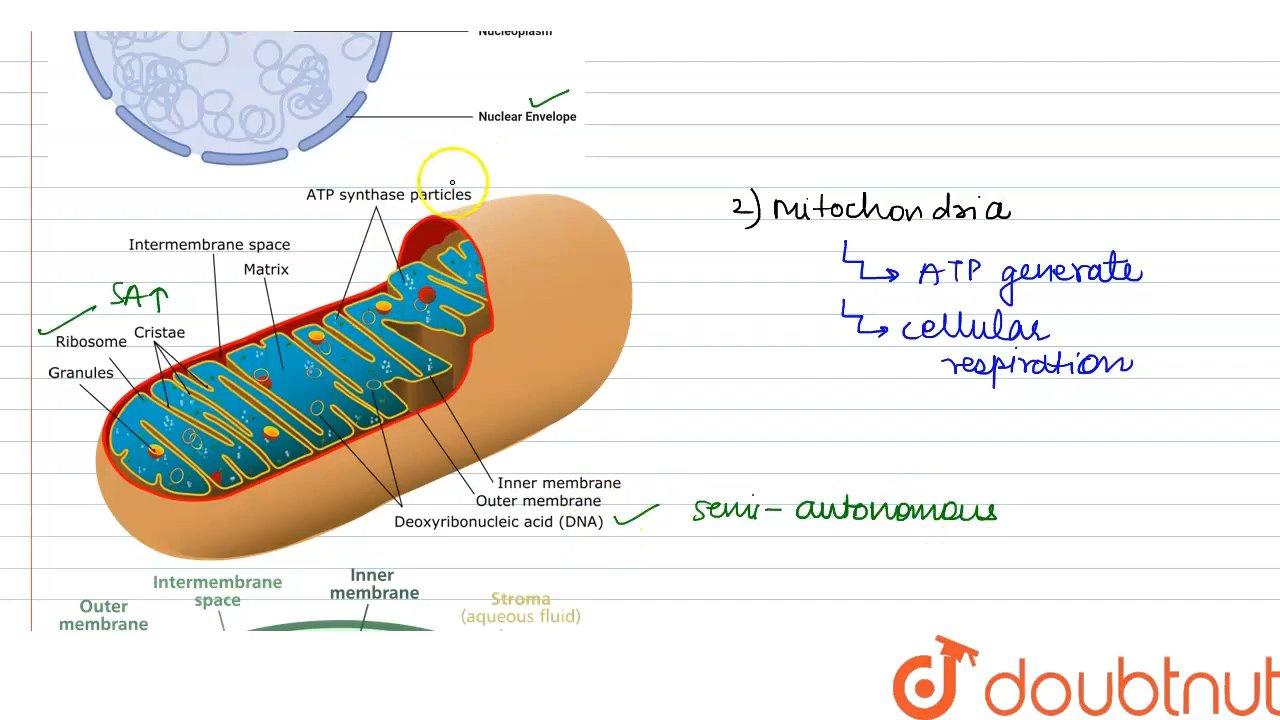 Nucleoplasm
Nuclear Envelope
ATP synthase particles
Intermembrane space
Matrix
Cristae
Ribosome
Granules
Inner membrane
Outer membrane
Deoxyribonucleic acid (DNA)
2) Mitochondria
ATP generate
cellular
respiration
semi-autonomous
Intermembrane
space
Inner
membrane
Outer
membrane
Stroma
(aqueous fluid)
doubtnut